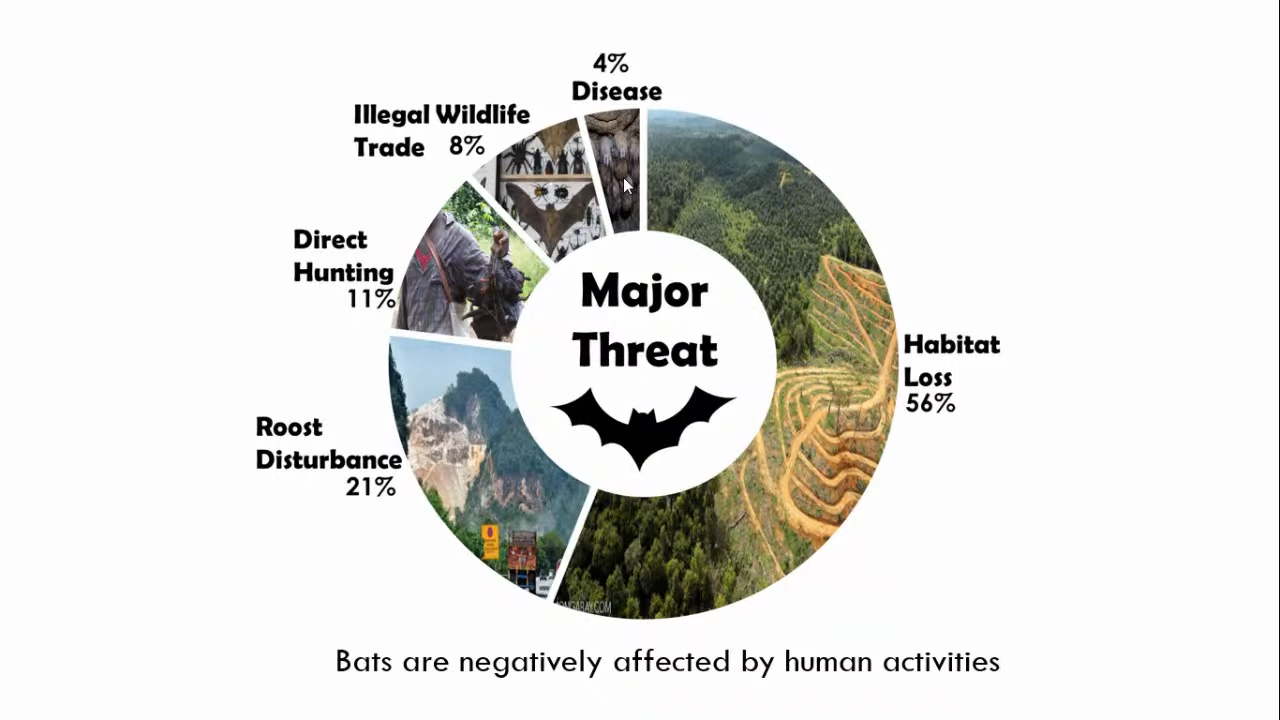 4%
Disease
Illegal Wildlife
Trade 8%
Direct
Hunting
11%
Major
Threat
Habitat
Loss
56%
Roost
Disturbance
21%
Bats are negatively affected by human activities